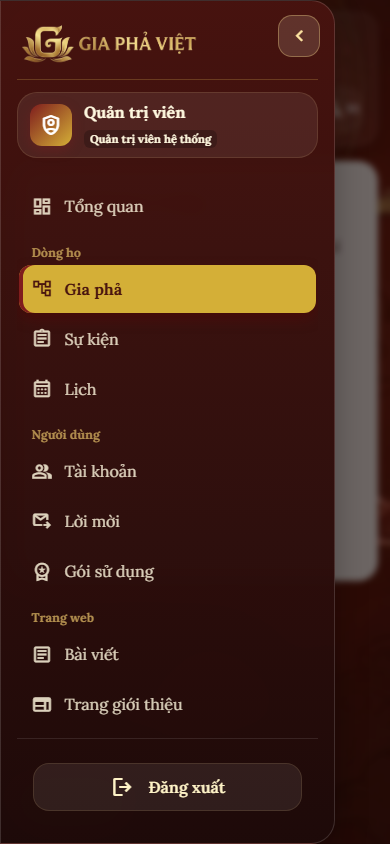 GIA PHẢ VIỆT
Quản trị viên
Quản trị viên hệ thống
Tổng quan
Dòng họ
Gia phả
Sự kiện
Lịch
Người dùng
Tài khoản
Lời mời
Gói sử dụng
Trang web
Bài viết
Trang giới thiệu
Đăng xuất